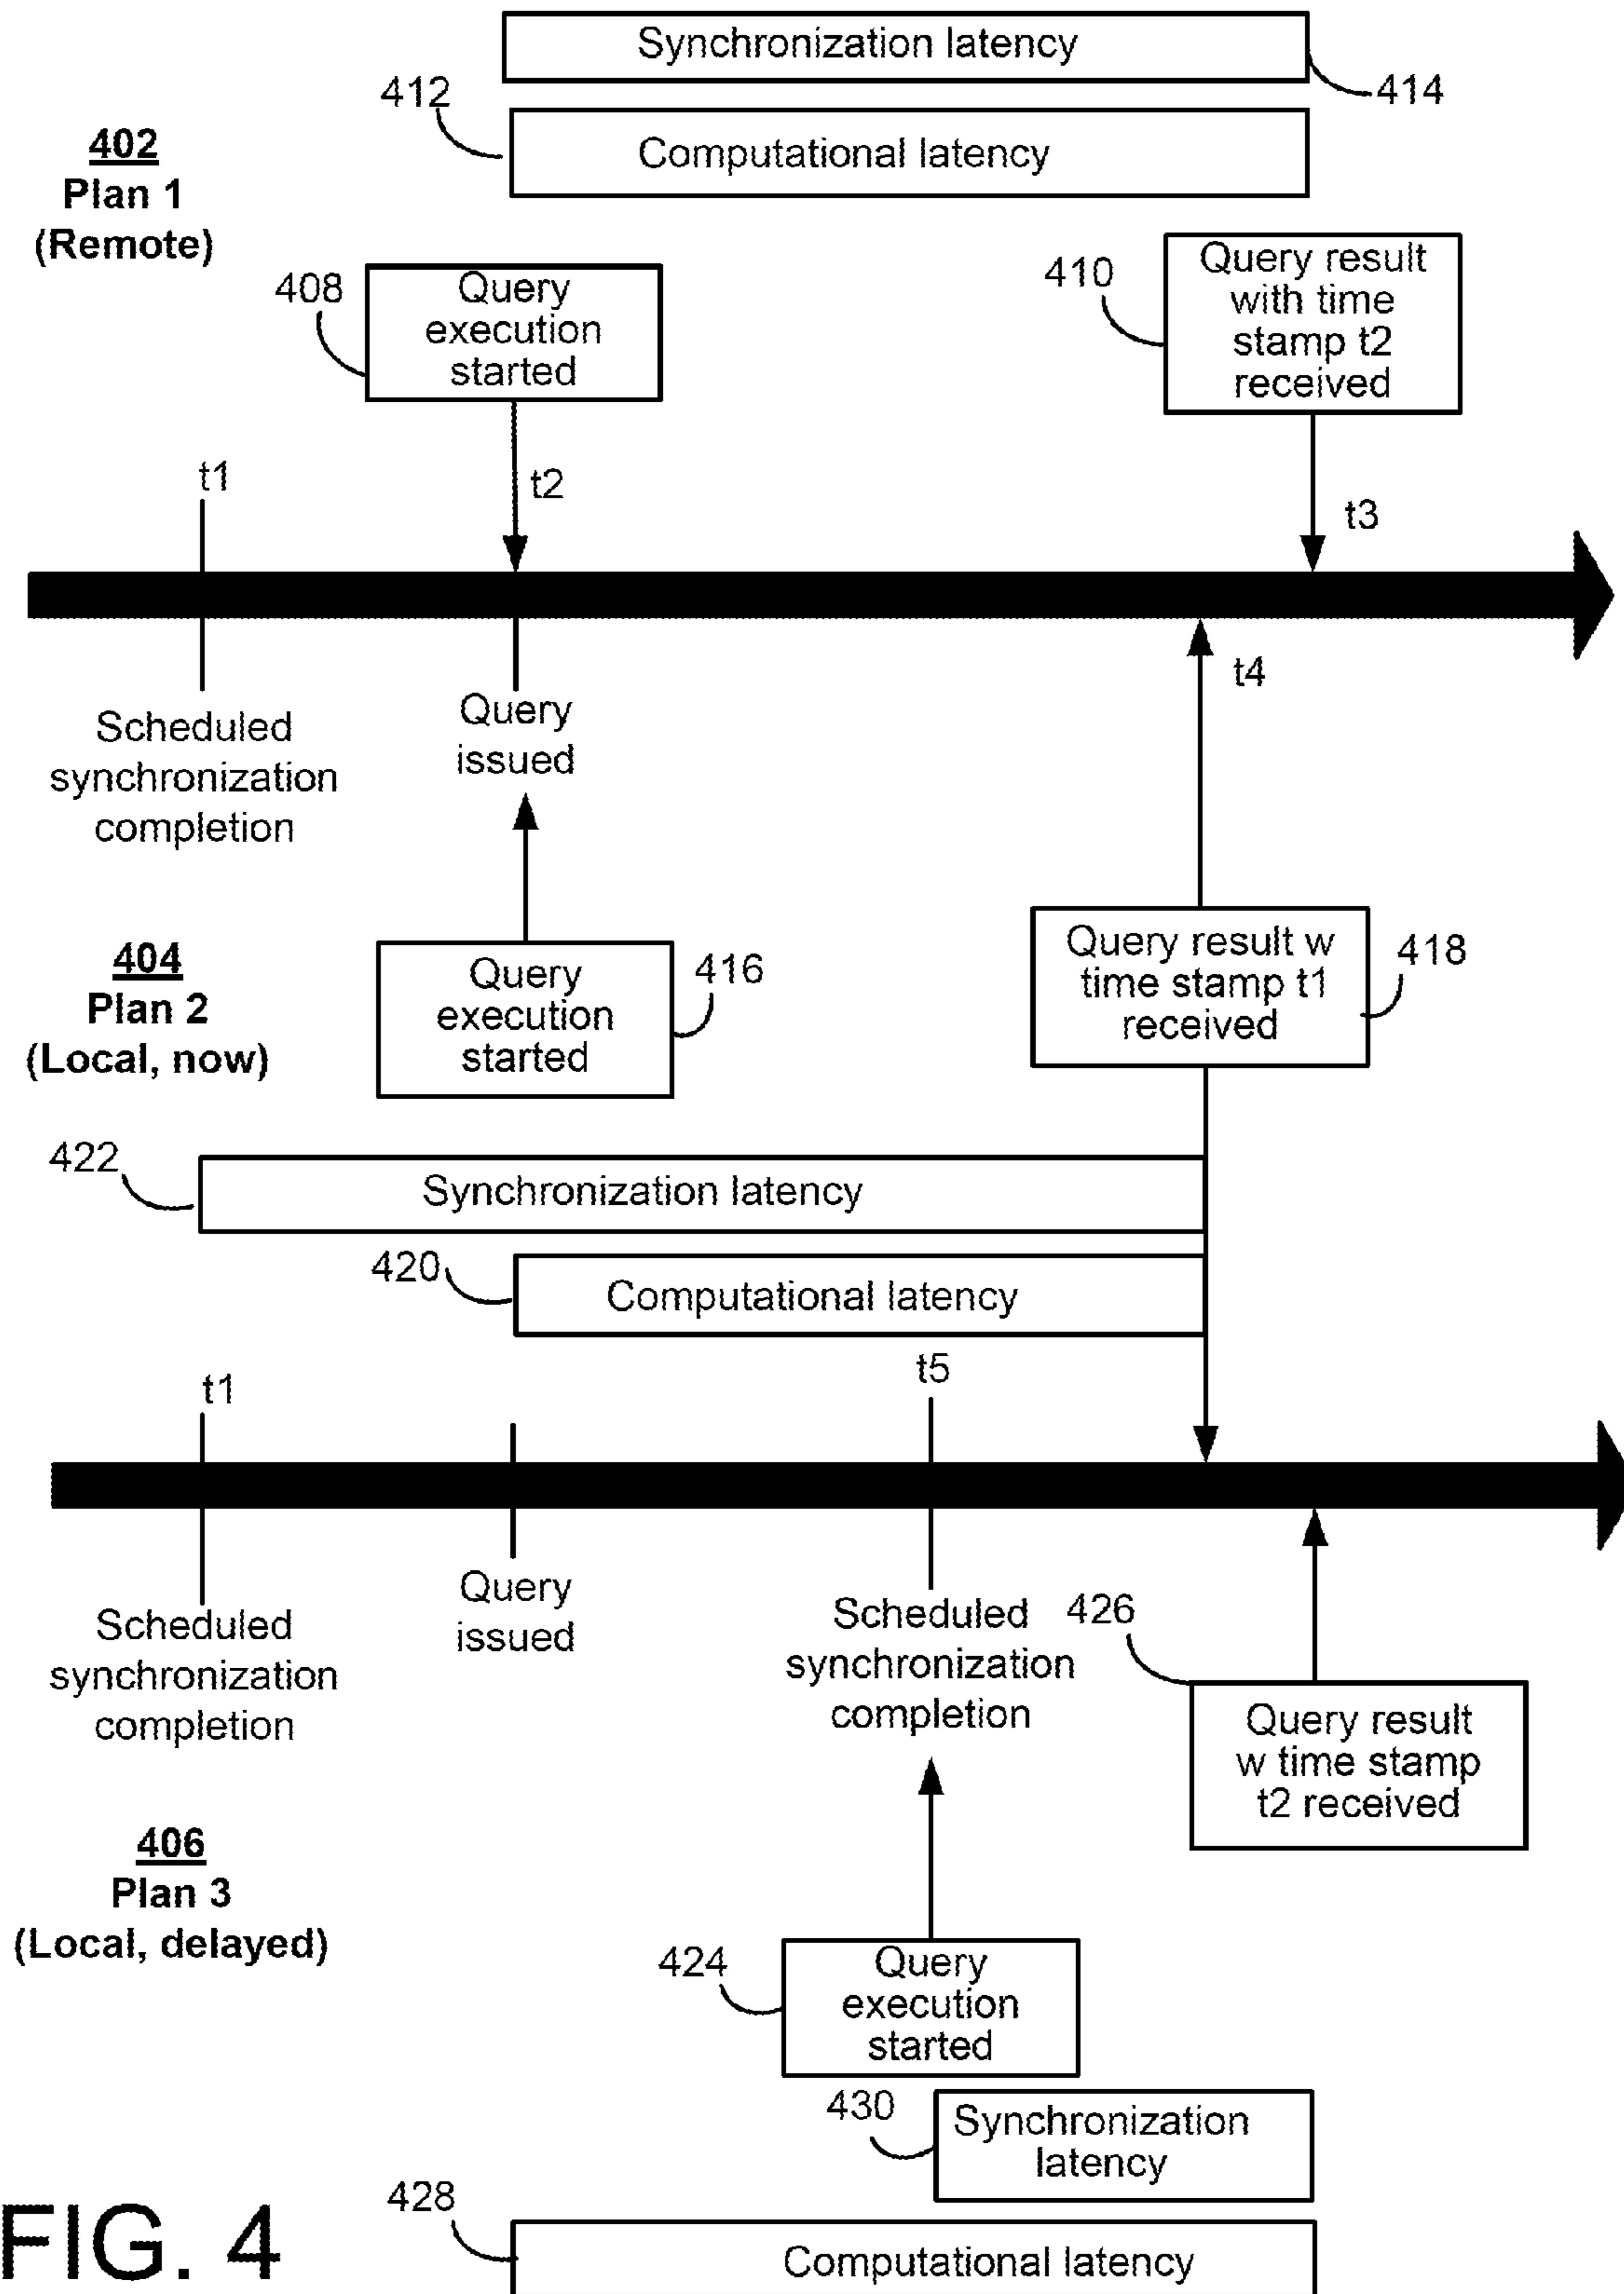 Synchronization latency
414
412
Computational latency
402
Plan 1
(Remote)
408
Query
execution
started
410
Query result
with time
stamp t2
received
t1
t2
t3
t4
Scheduled
synchronization
completion
Query
issued
404
Plan 2
(Local, now)
Query
execution
started
416
Query result w
time stamp t1
received
418
422
Synchronization latency
420
Computational latency
t1
t5
Scheduled
synchronization
completion
Query
issued
Scheduled
synchronization
completion
426
Query result
w time stamp
t2 received
406
Plan 3
(Local, delayed)
424
Query
execution
started
430
Synchronization
latency
428
Computational latency
FIG. 4